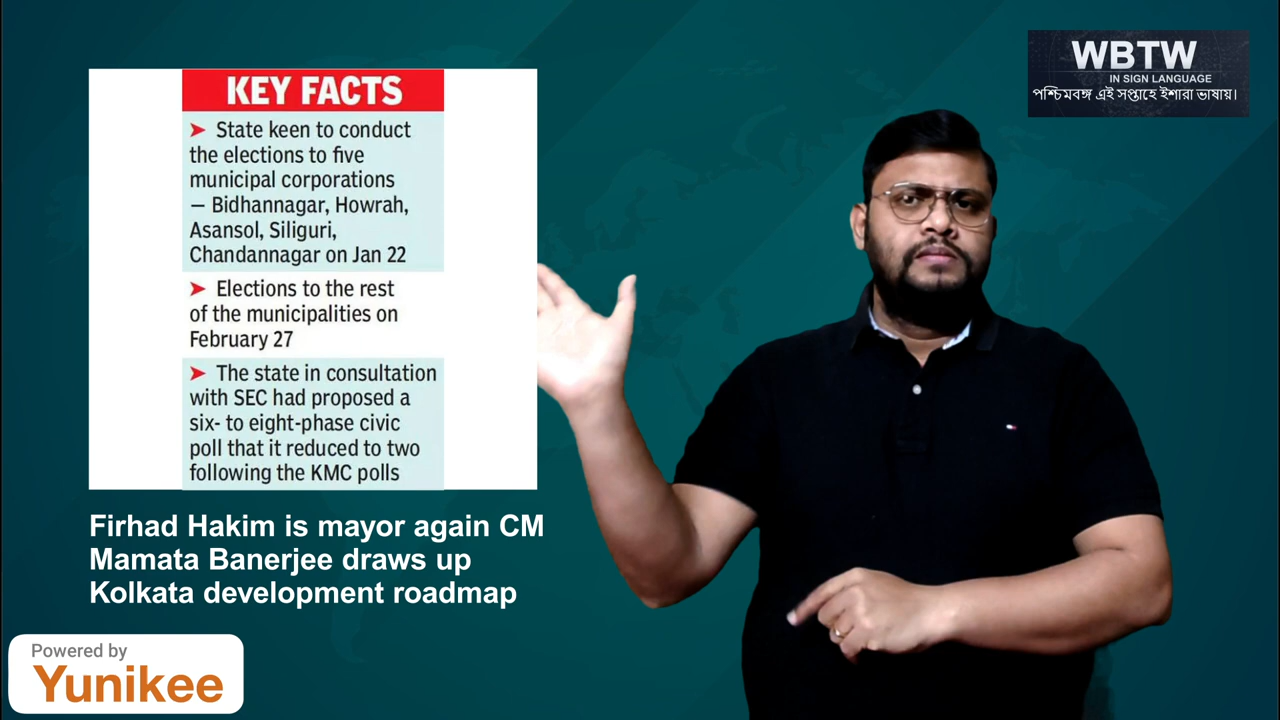 KEY FACTS
➤ State keen to conduct
the elections to five
municipal corporations
— Bidhannagar, Howrah,
Asansol, Siliguri,
Chandannagar on Jan 22
➤ Elections to the rest
of the municipalities on
February 27
➤ The state in consultation
with SEC had proposed a
six- to eight-phase civic
poll that it reduced to two
following the KMC polls
Firhad Hakim is mayor again CM
Mamata Banerjee draws up
Kolkata development roadmap
Powered by
Yunikee
WBTW
IN SIGN LANGUAGE
পশ্চিমবঙ্গ এই সপ্তাহে ইশারা ভাষায়।